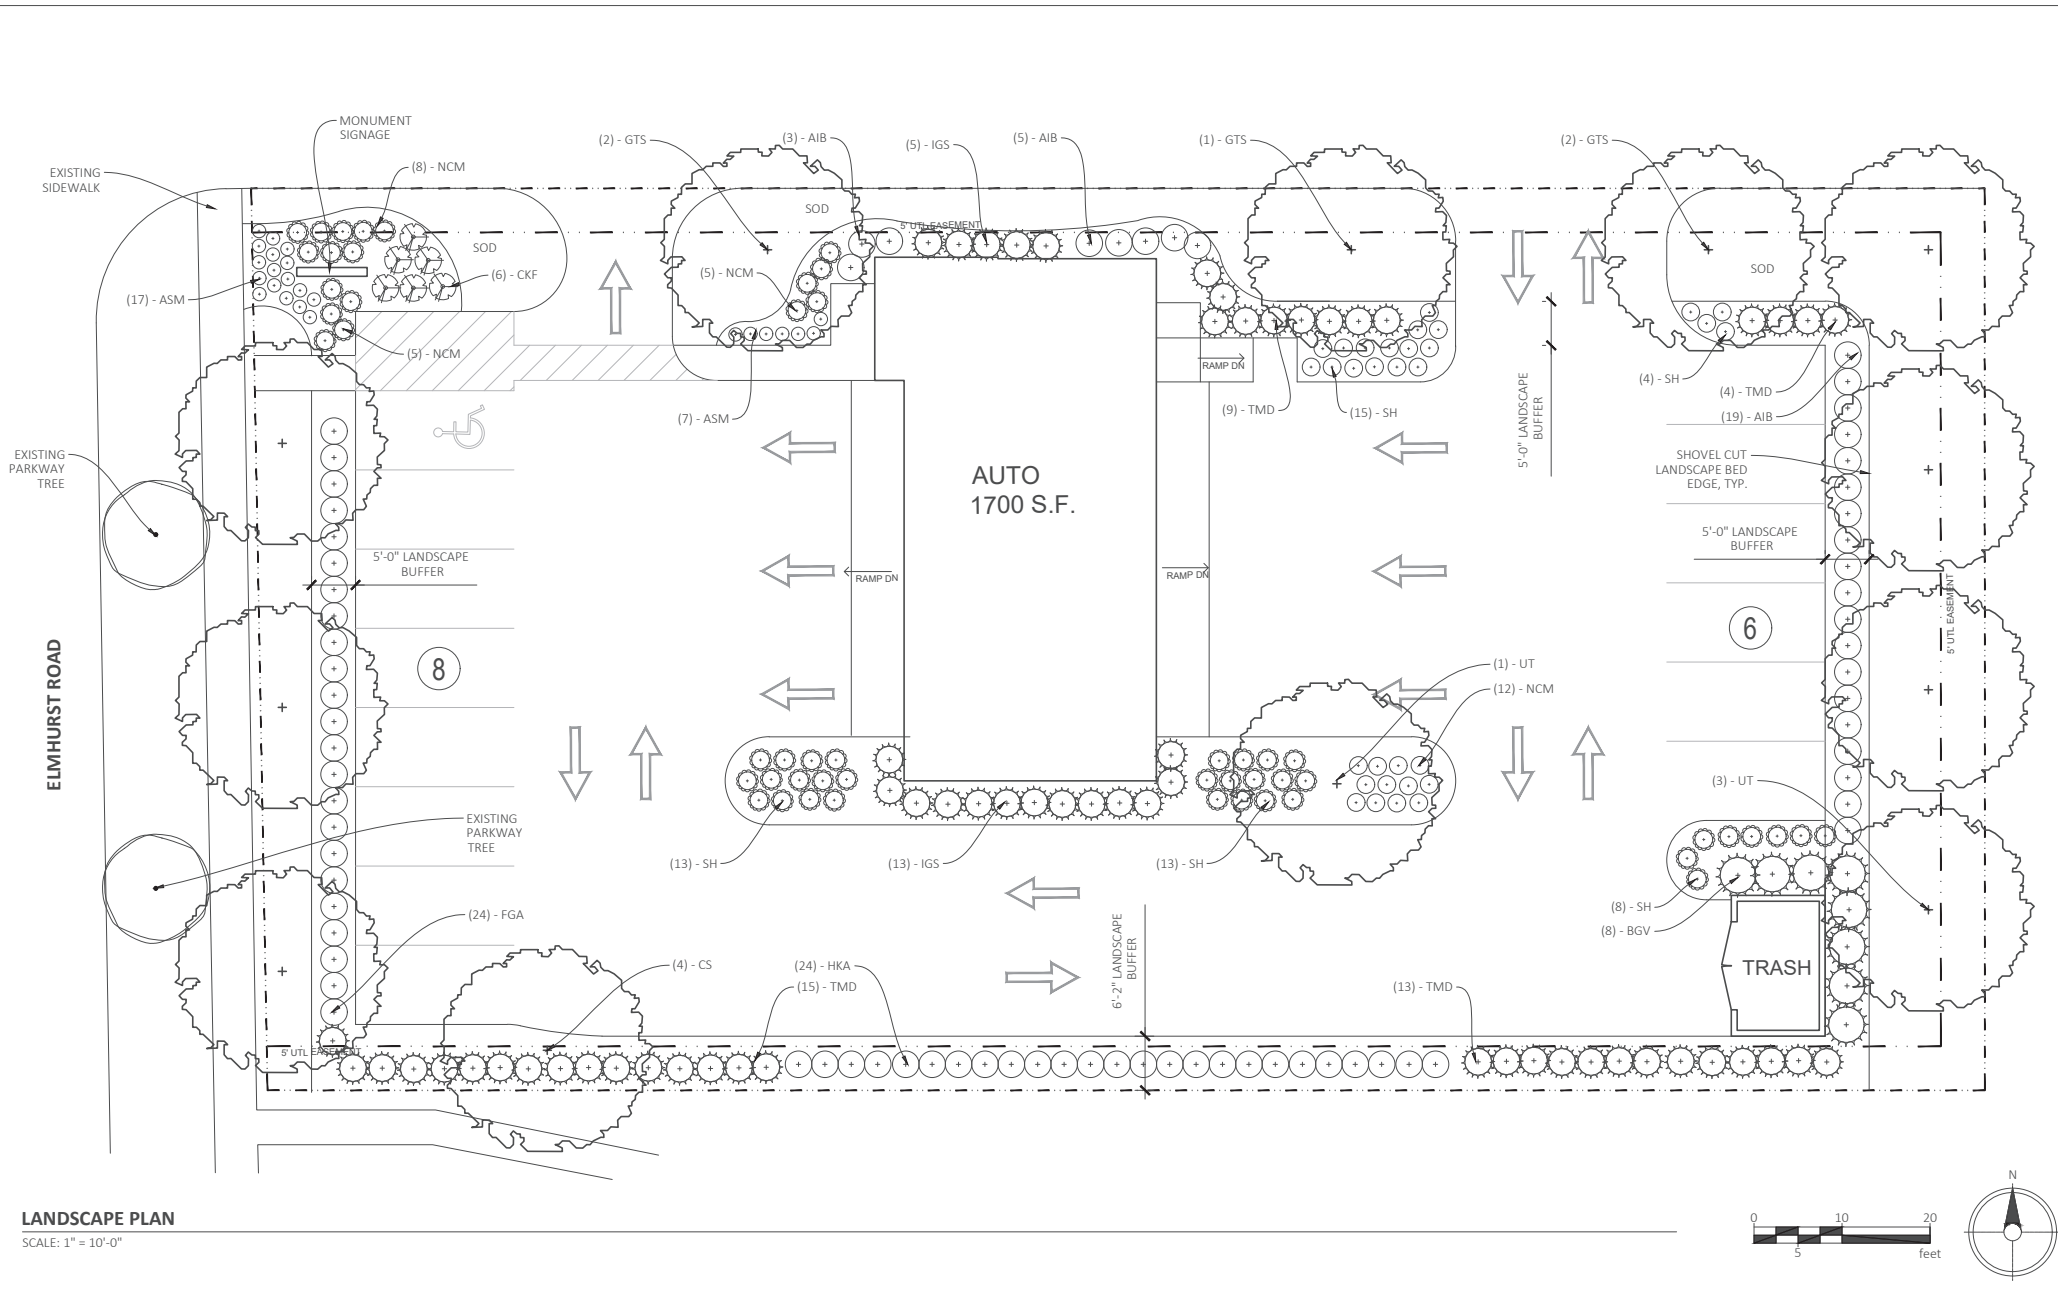 MONUMENT
SIGNAGE
(8) - NCM
(2) - GTS
(3) - AIB
(5) - IGS
(5) - AIB
(1) - GTS
(2) - GTS
EXISTING
SIDEWALK
SOD
SOD
5' UTL EASEMENT
(6) - CKF
(5) - NCM
SOD
(17) - ASM
(5) - NCM
RAMP DN
(4) - SH
(4) - TMD
(19) - AIB
(7) - ASM
(9) - TMD
(15) - SH
5'-0" LANDSCAPE
BUFFER
EXISTING
PARKWAY
TREE
SHOVEL CUT
LANDSCAPE BED
EDGE, TYP.
AUTO
1700 S.F.
5'-0" LANDSCAPE
BUFFER
5'-0" LANDSCAPE
BUFFER
RAMP DN
RAMP DN
5' UTL EASEMENT
6
8
ELMHURST ROAD
(1) - UT
(12) - NCM
(3) - UT
EXISTING
PARKWAY
TREE
(13) - SH
(13) - IGS
(13) - SH
(24) - FGA
(8) - SH
(8) - BGV
(4) - CS
(24) - HKA
(15) - TMD
6'-2" LANDSCAPE
BUFFER
(13) - TMD
TRASH
5' UTL EASEMENT
LANDSCAPE PLAN
SCALE: 1" = 10'-0"
0 10 20
5 feet
N